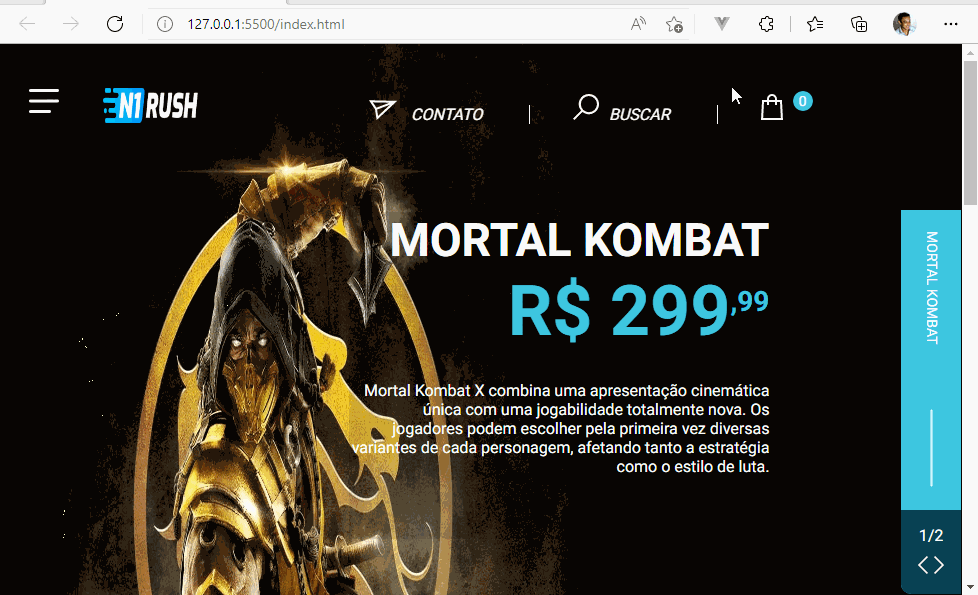 127.0.0.1:5500/index.html
N1 RUSH
CONTATO
BUSCAR
0
MORTAL KOMBAT
R$ 299,99
Mortal Kombat X combina uma apresentação cinemática
única com uma jogabilidade totalmente nova. Os
jogadores podem escolher pela primeira vez diversas
variantes de cada personagem, afetando tanto a estratégia
como o estilo de luta.
MORTAL KOMBAT
1/2